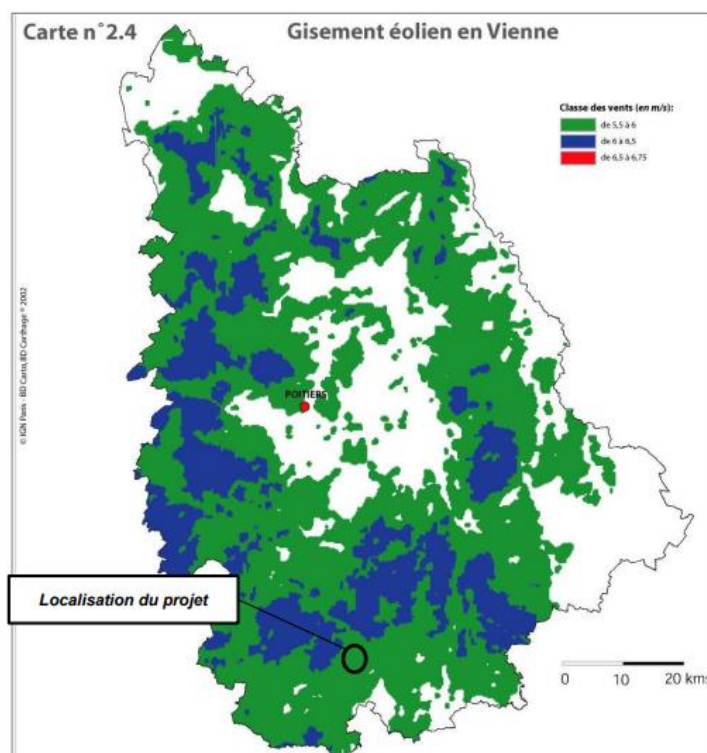 Carte n°2.4
Gisement éolien en Vienne
Classe des vents (en m/s):
de 5,5 à 6
de 6 à 6,5
de 6,5 à 6,75
© IGN Paris - BD Carto, BD Carthage ® 2002
POITIERS
Localisation du projet
0 10 20 kms